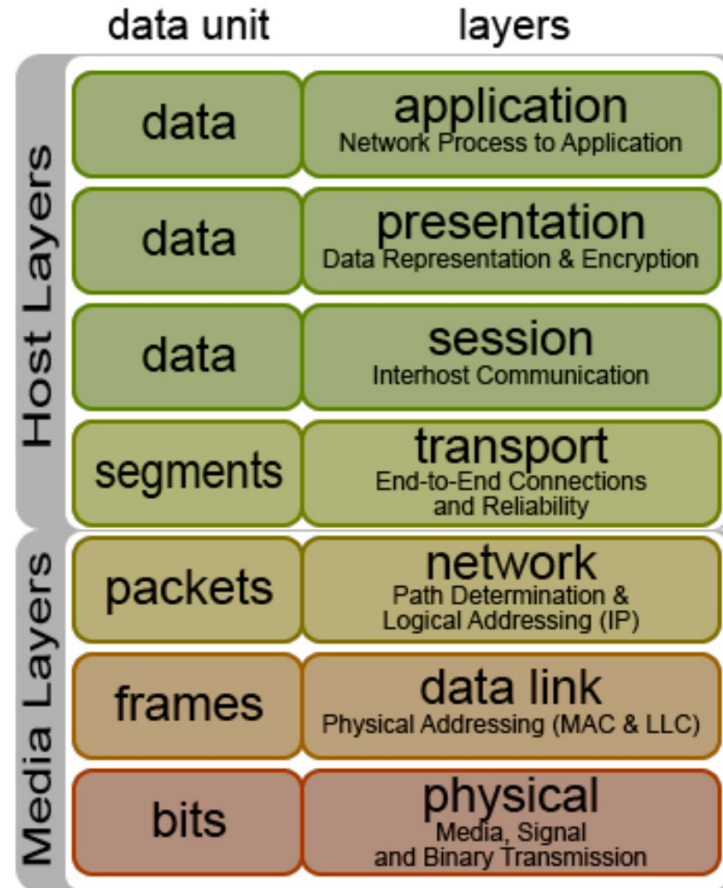 data unit layers
Host Layers
data application
Network Process to Application
data presentation
Data Representation & Encryption
data session
Interhost Communication
segments transport
End-to-End Connections
and Reliability
Media Layers
packets network
Path Determination &
Logical Addressing (IP)
frames data link
Physical Addressing (MAC & LLC)
bits physical
Media, Signal
and Binary Transmission